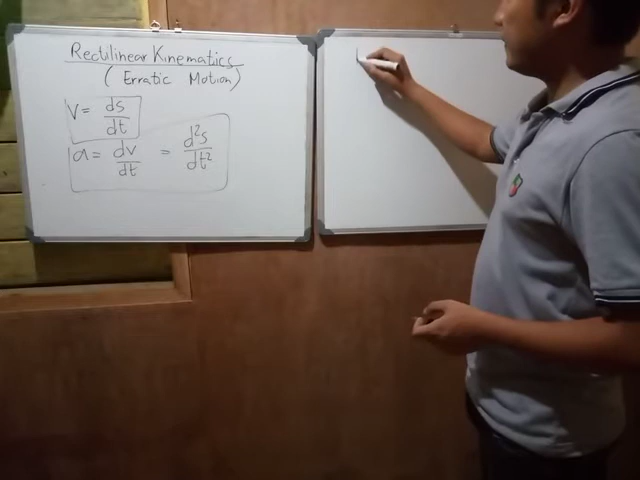 Rectilinear Kinematics
(Erratic Motion)
V = ds/dt
a = dv/dt = d²s/dt²